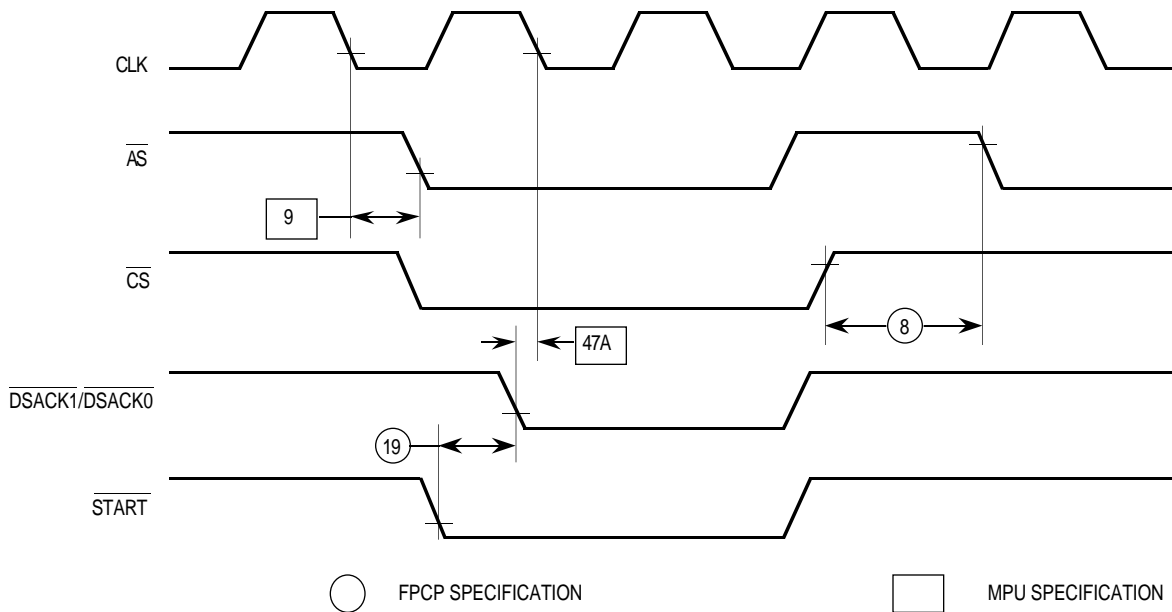 CLK
AS
9
CS
8
47A
DSACK1/DSACK0
19
START
FPCP SPECIFICATION
MPU SPECIFICATION